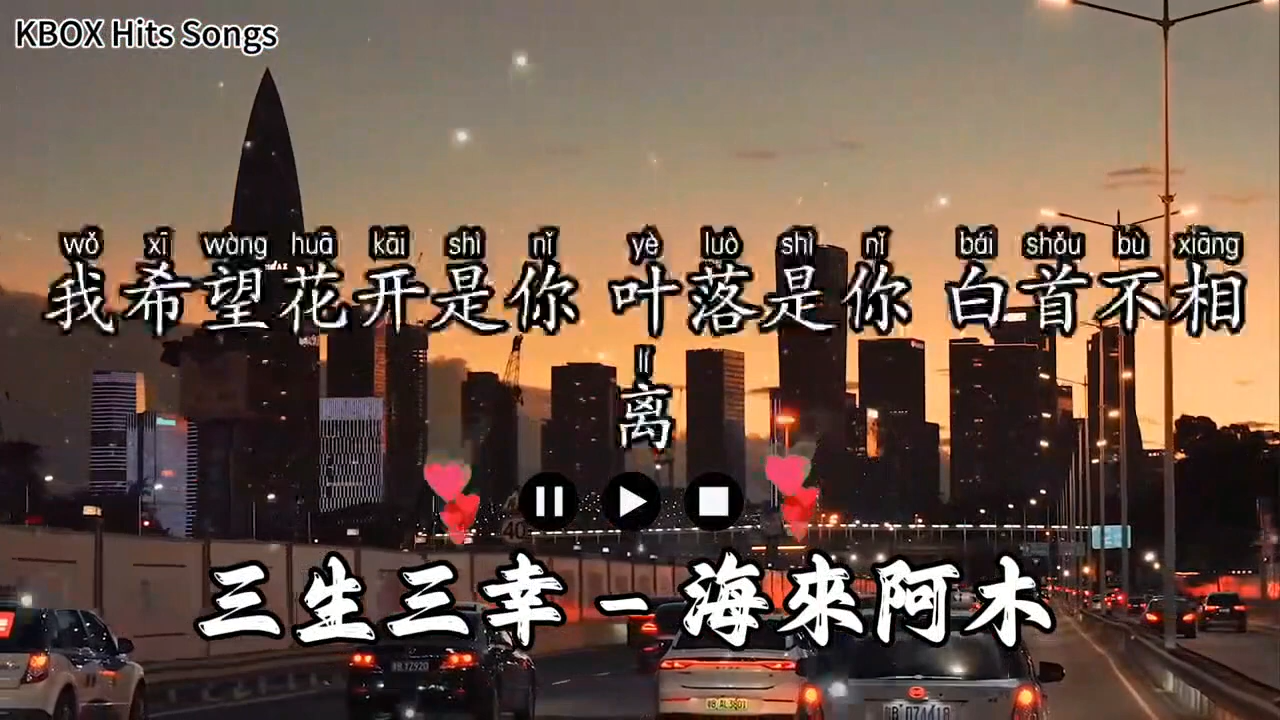 KBOX Hits Songs
wǒ xī wàng huā kāi shì nǐ yè luò shì nǐ bái shǒu bù xiāng
我希望花开是你 叶落是你 白首不相
lí
离
40
三生三幸 - 海來阿木